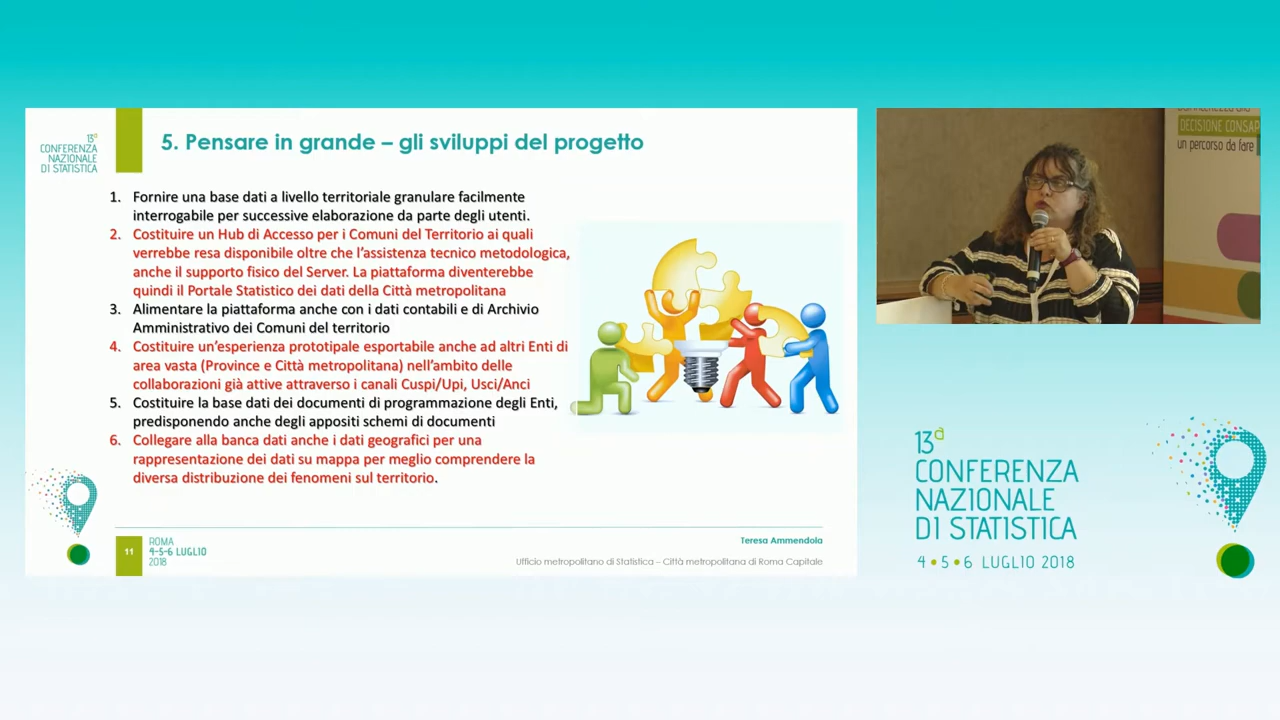 13ª
CONFERENZA
NAZIONALE
DI STATISTICA
5. Pensare in grande – gli sviluppi del progetto
1. Fornire una base dati a livello territoriale granulare facilmente
interrogabile per successive elaborazione da parte degli utenti.
2. Costituire un Hub di Accesso per i Comuni del Territorio ai quali
verrebbe resa disponibile oltre che l’assistenza tecnico metodologica,
anche il supporto fisico del Server. La piattaforma diventerebbe
quindi il Portale Statistico dei dati della Città metropolitana
3. Alimentare la piattaforma anche con i dati contabili e di Archivio
Amministrativo dei Comuni del territorio
4. Costituire un’esperienza prototipale esportabile anche ad altri Enti di
area vasta (Province e Città metropolitana) nell’ambito delle
collaborazioni già attive attraverso i canali Cuspi/Upi, Usci/Anci
5. Costituire la base dati dei documenti di programmazione degli Enti,
predisponendo anche degli appositi schemi di documenti
6. Collegare alla banca dati anche i dati geografici per una
rappresentazione dei dati su mappa per meglio comprendere la
diversa distribuzione dei fenomeni sul territorio.
11
ROMA
4-5-6 LUGLIO
2018
Teresa Ammendola
Ufficio metropolitano di Statistica – Città metropolitana di Roma Capitale
DECISIONE CONSAP
un percorso da fare
13ª
CONFERENZA
NAZIONALE
DI STATISTICA
4 • 5 • 6 LUGLIO 2018